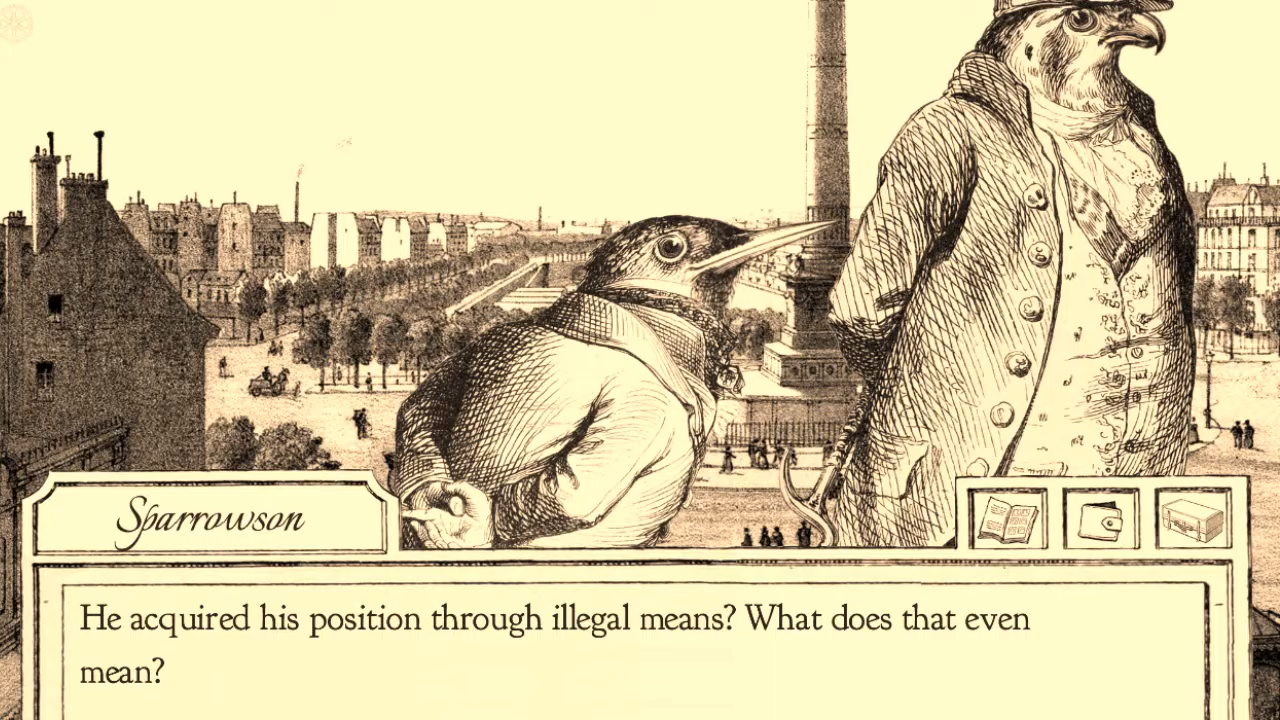 Sparrowson
He acquired his position through illegal means? What does that even
mean?